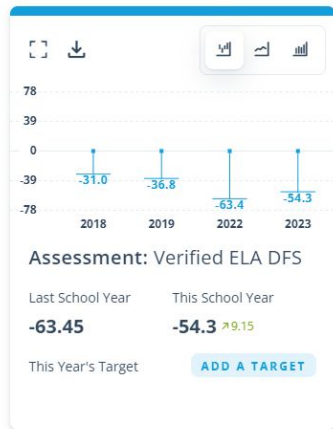 78
39
0
-39
-78
-31.0
-36.8
-63.4
-54.3
2018 2019 2022 2023
Assessment: Verified ELA DFS
Last School Year This School Year
-63.45 -54.3 ↗9.15
This Year's Target ADD A TARGET